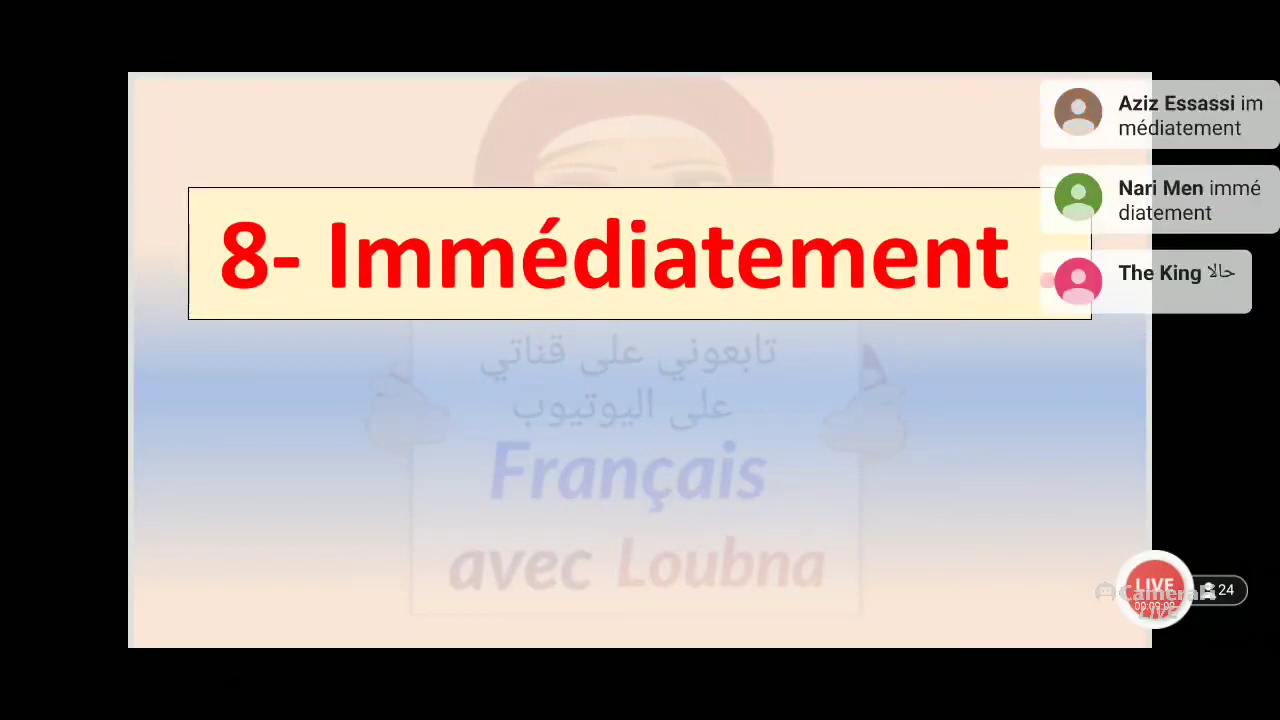 8- Immédiatement
تابعوني على قناتي
على اليوتيوب
Français
avec Loubna
Aziz Essassi im
médiatement
Nari Men immé
diatement
The King حالا
LIVE
24
LIVE